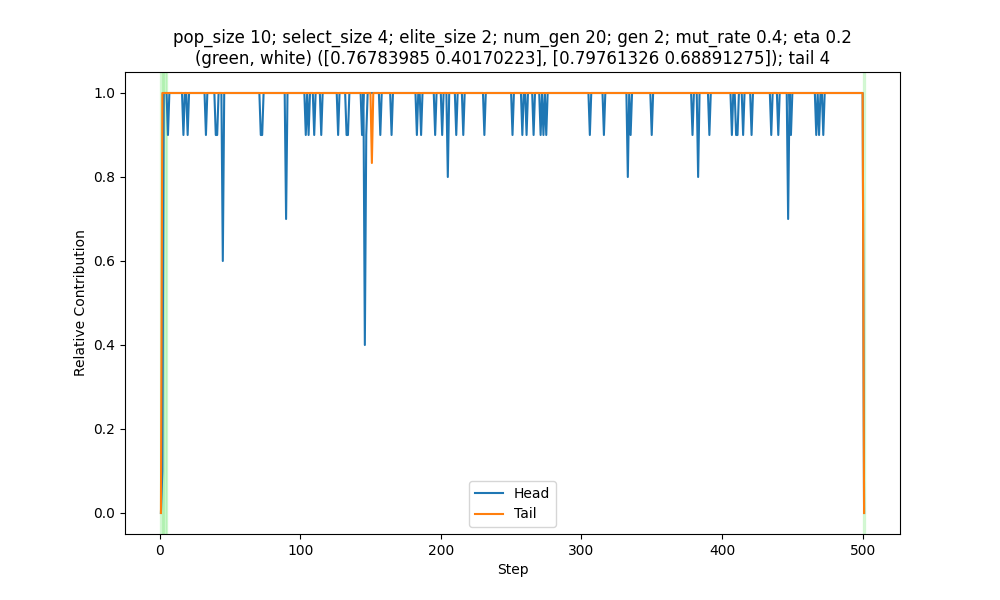 pop_size 10; select_size 4; elite_size 2; num_gen 20; gen 2; mut_rate 0.4; eta 0.2
(green, white) ([0.76783985 0.40170223], [0.79761326 0.68891275]); tail 4
1.0
0.8
0.6
0.4
0.2
0.0
Relative Contribution
Head
Tail
0
100
200
300
400
500
Step